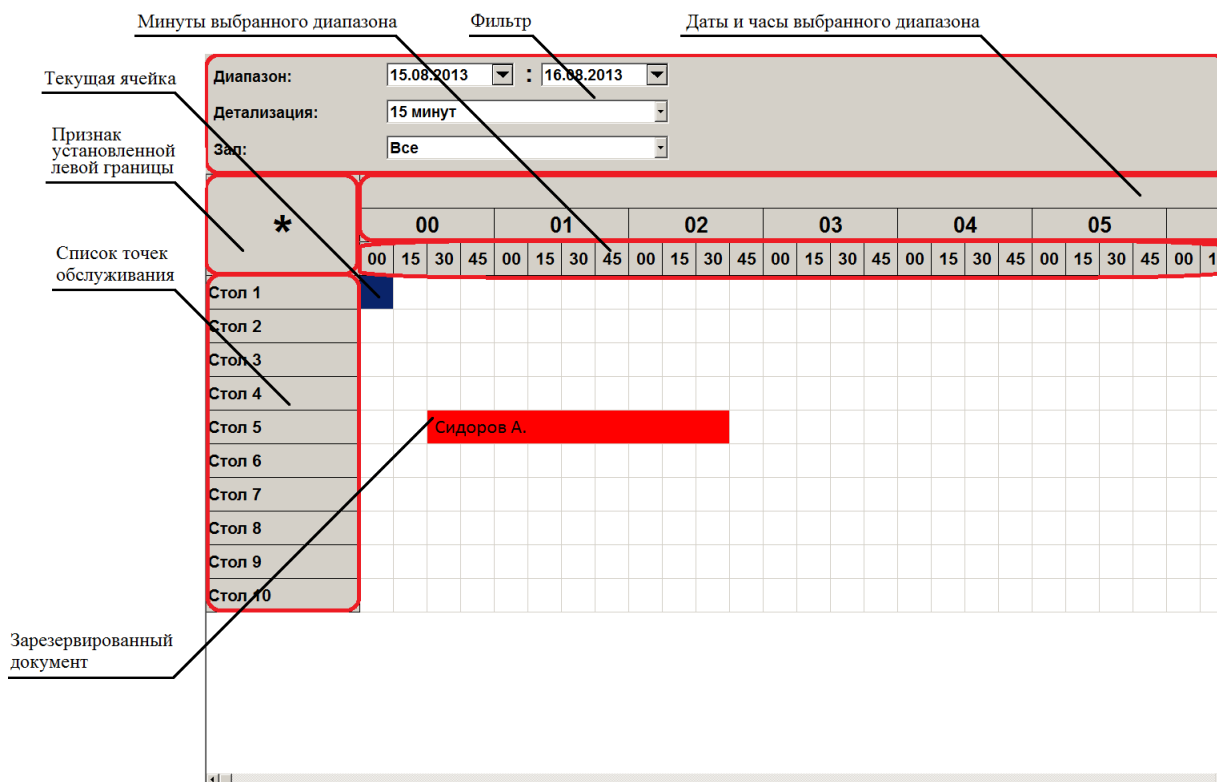 Минуты выбранного диапазона
Фильтр
Даты и часы выбранного диапазона
Текущая ячейка
Признак
установленной
левой границы
Список точек
обслуживания
Зарезервированный
документ
Диапазон: 15.08.2013 : 16.08.2013
Детализация: 15 минут
Зал: Все
*
00 01 02 03 04 05
00 15 30 45 00 15 30 45 00 15 30 45 00 15 30 45 00 15 30 45 00 15 30 45 00 1
Стол 1
Стол 2
Стол 3
Стол 4
Стол 5 Сидоров А.
Стол 6
Стол 7
Стол 8
Стол 9
Стол 10